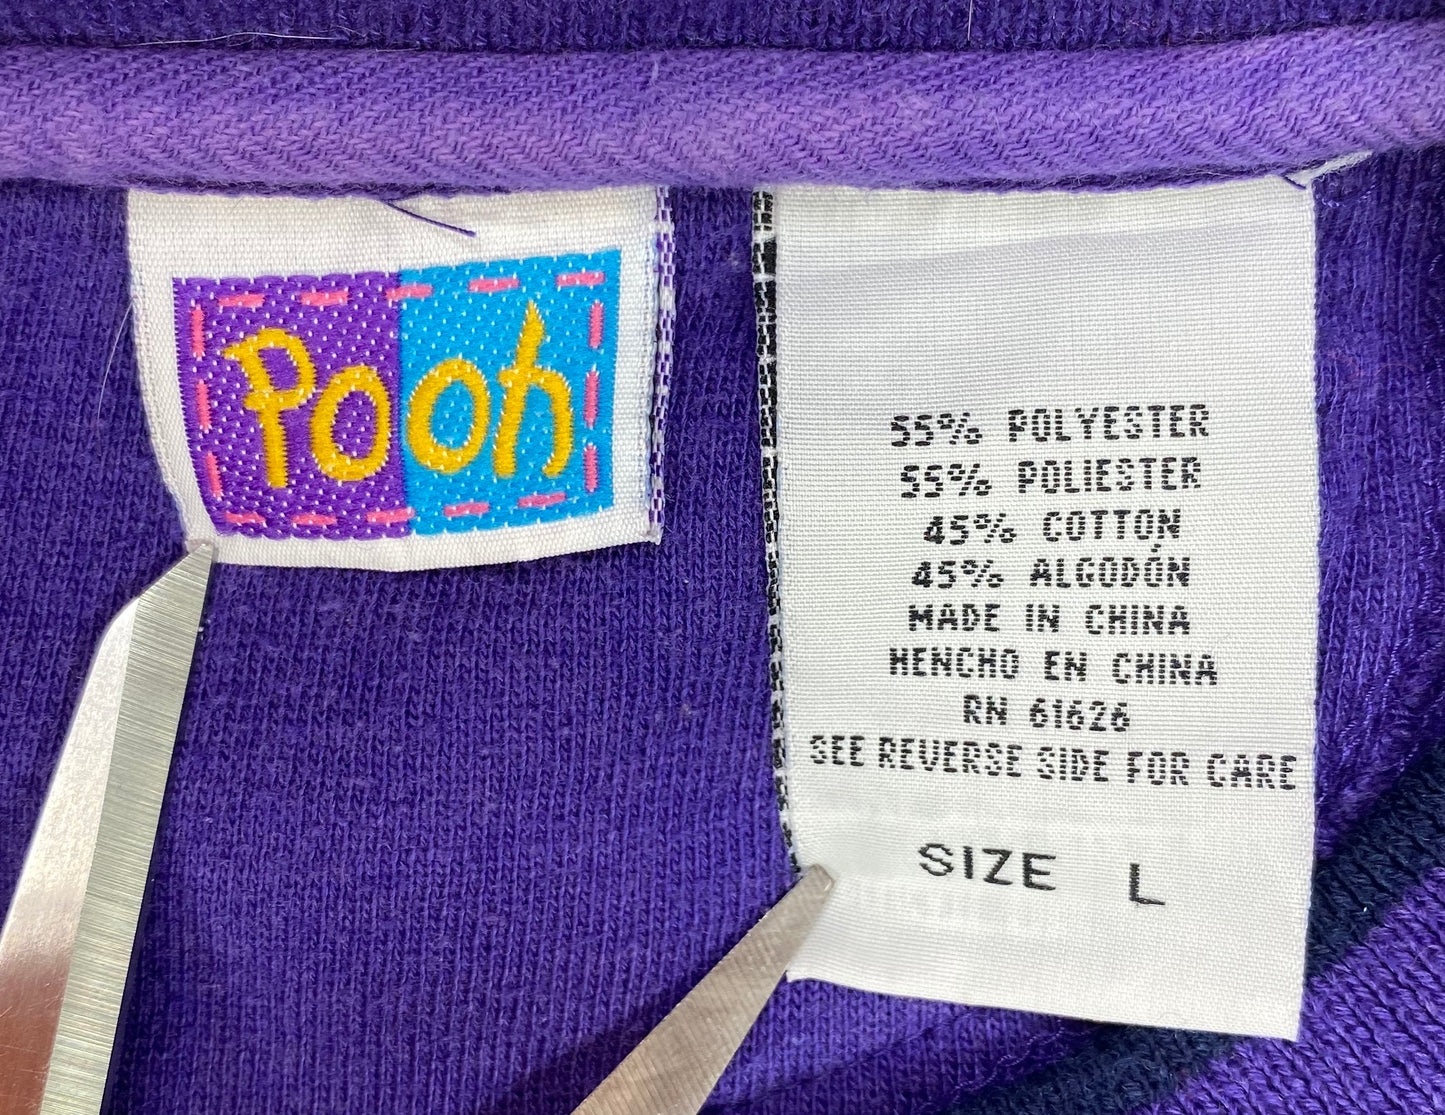 Pooh
55% POLYESTER
55% POLIESTER
45% COTTON
45% ALGODÓN
MADE IN CHINA
HENCHO EN CHINA
RN 61626
SEE REVERSE SIDE FOR CARE
SIZE L